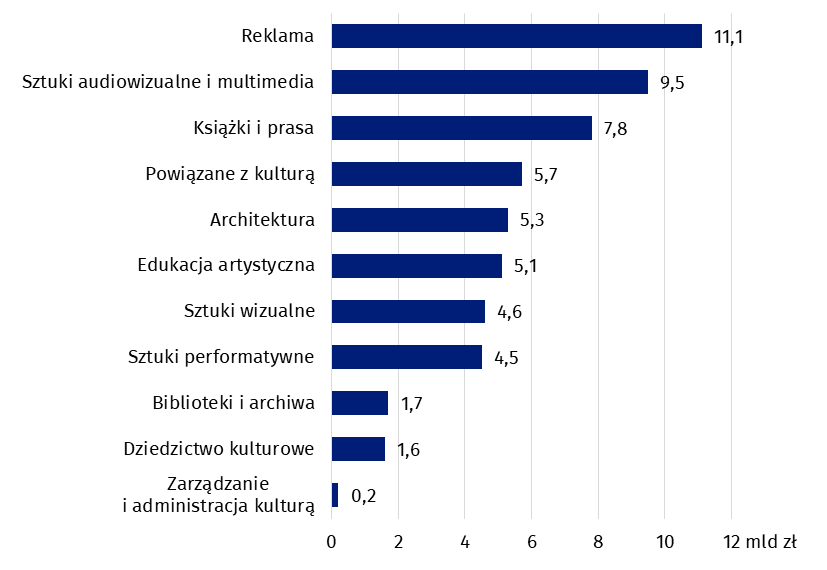 Reklama 11,1
Sztuki audiowizualne i multimedia 9,5
Książki i prasa 7,8
Powiązane z kulturą 5,7
Architektura 5,3
Edukacja artystyczna 5,1
Sztuki wizualne 4,6
Sztuki performatywne 4,5
Biblioteki i archiwa 1,7
Dziedzictwo kulturowe 1,6
Zarządzanie
i administracja kulturą 0,2
0 2 4 6 8 10 12 mld zł